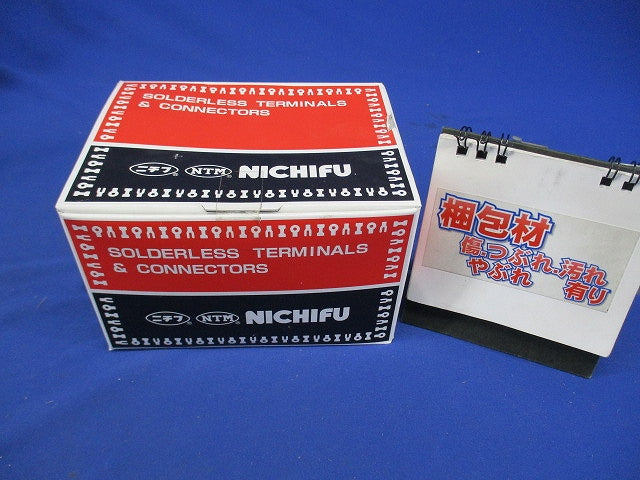 SOLDERLESS TERMINALS
& CONNECTORS
ニチフ ® NTM ® NICHIFU
SOLDERLESS TERMINALS
& CONNECTORS
ニチフ ® NTM ® NICHIFU
梱包材
傷.つぶれ.汚れ
やぶれ 有り